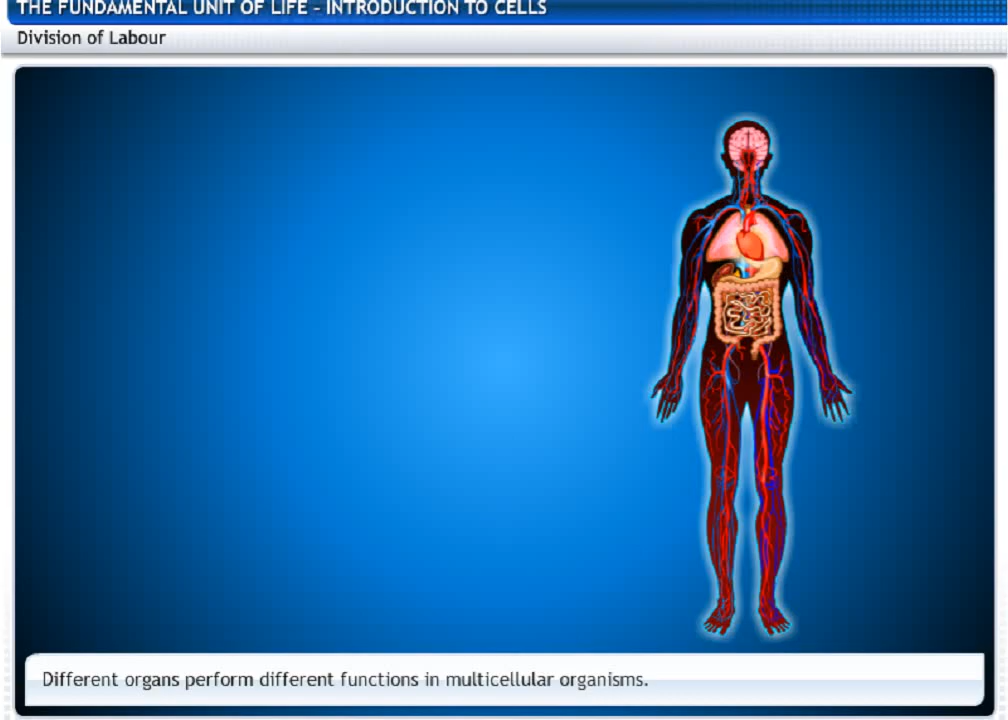 THE FUNDAMENTAL UNIT OF LIFE - INTRODUCTION TO CELLS
Division of Labour
Different organs perform different functions in multicellular organisms.